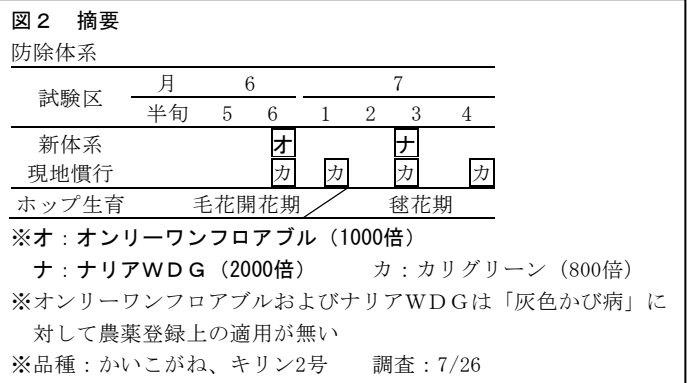 図２　摘要
防除体系
試験区　月　6　7
半旬　5　6　1　2　3　4
新体系　オ　ナ
現地慣行　カ　カ　カ　カ
ホップ生育　毛花開花期　毬花期
※オ：オンリーワンフロアブル（1000倍）
ナ：ナリアＷＤＧ（2000倍）　カ：カリグリーン（800倍）
※オンリーワンフロアブルおよびナリアＷＤＧは「灰色かび病」に
対して農薬登録上の適用が無い
※品種：かいこがね、キリン2号　調査：7/26